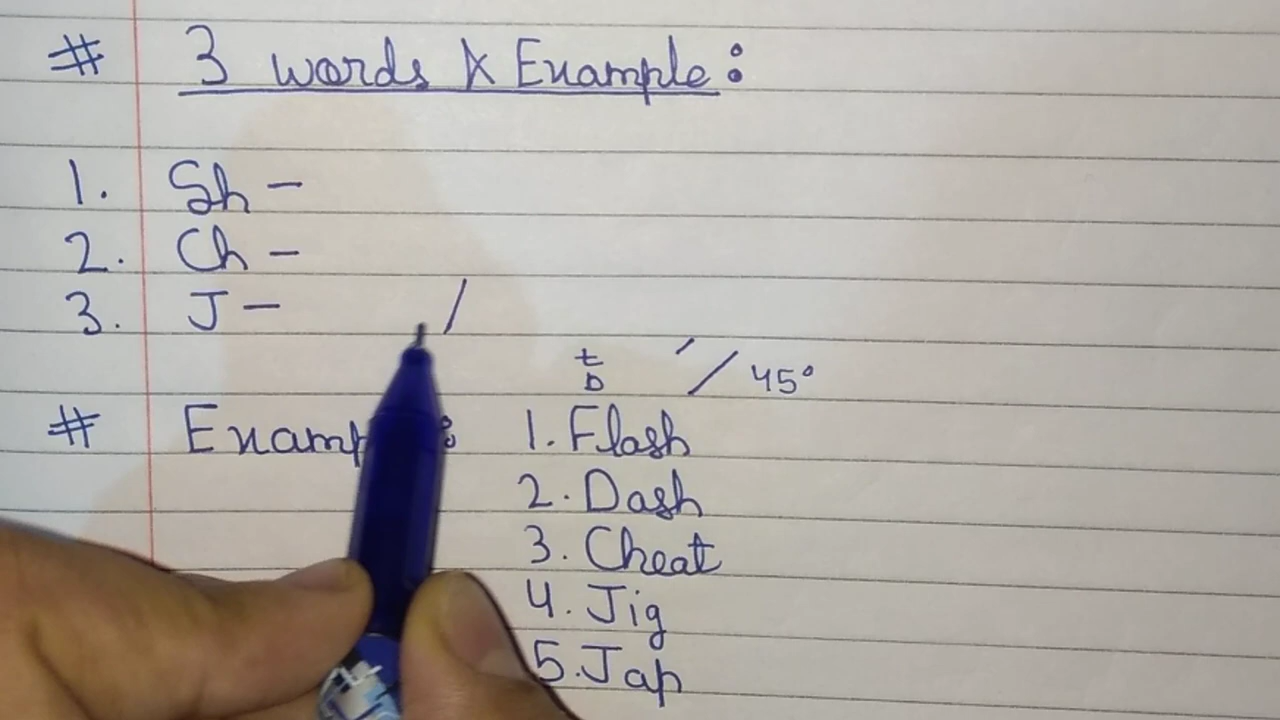 # 3 words & Example:
1. Sh -
2. Ch -
3. J - /
t
D ′ / 45°
# Examp : 1. Flash
2. Dash
3. Cheat
4. Jig
5. Jap